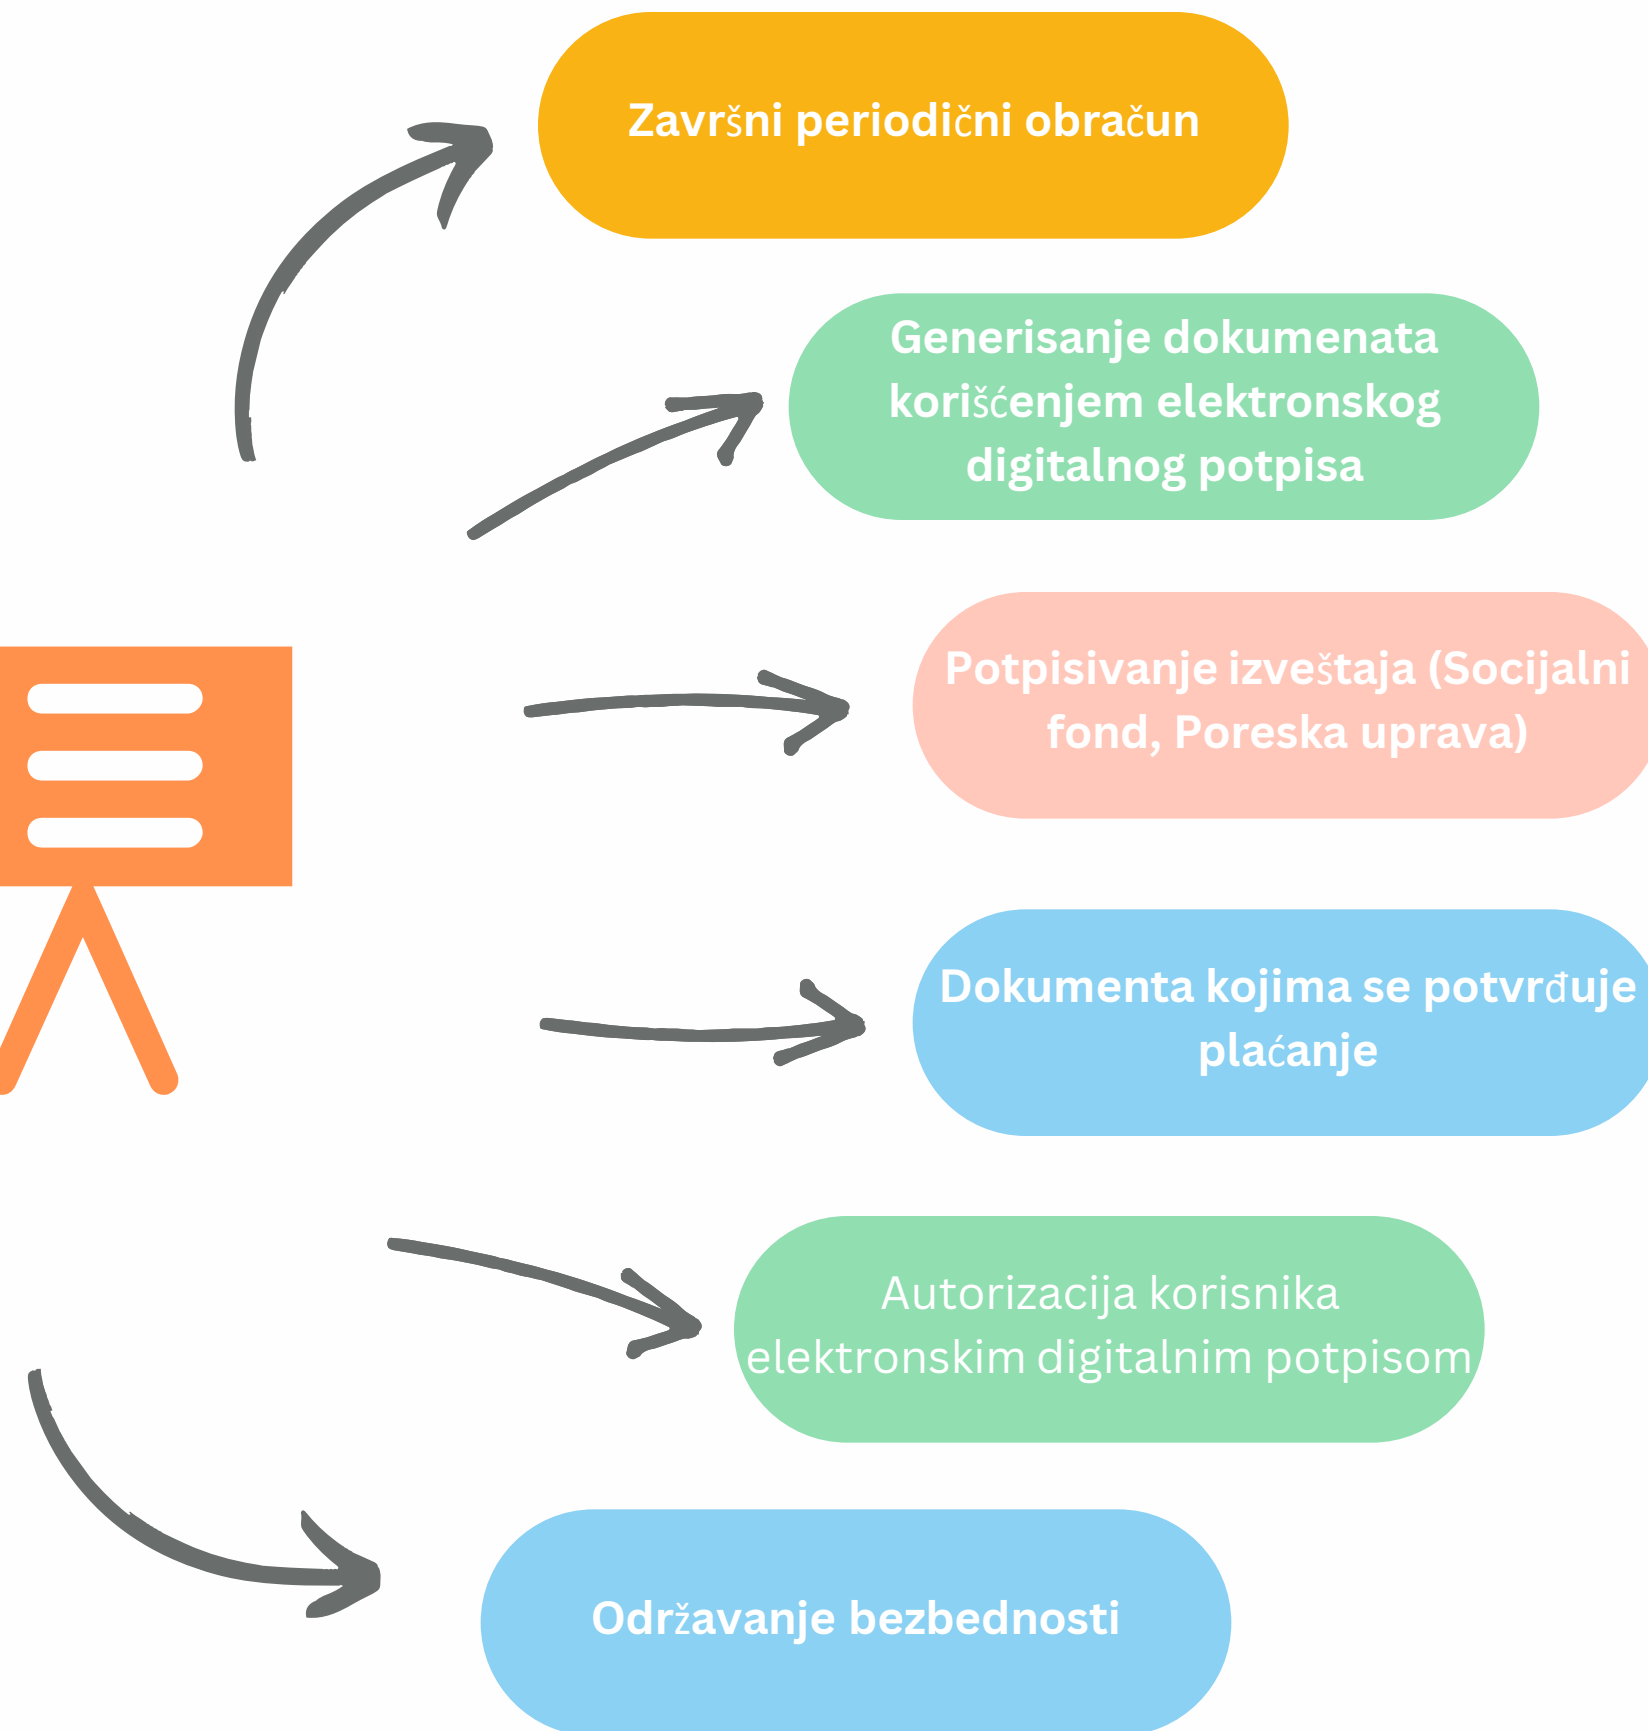 Završni periodični obračun
Generisanje dokumenata
korišćenjem elektronskog
digitalnog potpisa
Potpisivanje izveštaja (Socijalni
fond, Poreska uprava)
Dokumenta kojima se potvrđuje
plaćanje
Autorizacija korisnika
elektronskim digitalnim potpisom
Održavanje bezbednosti